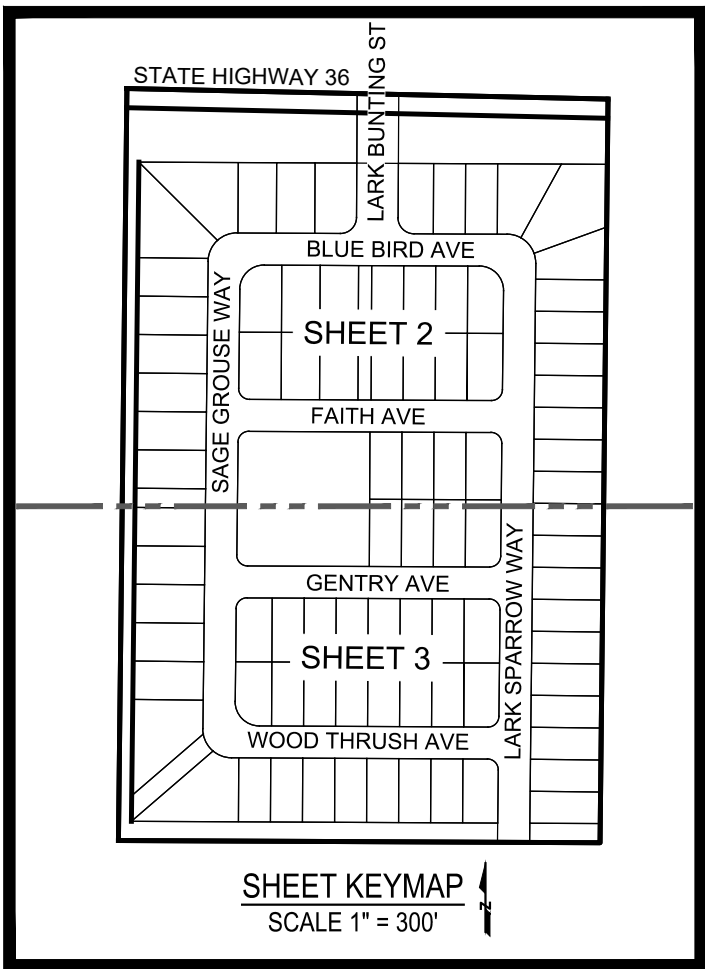 STATE HIGHWAY 36
LARK BUNTING ST
BLUE BIRD AVE
SAGE GROUSE WAY
SHEET 2
FAITH AVE
GENTRY AVE
LARK SPARROW WAY
SHEET 3
WOOD THRUSH AVE
SHEET KEYMAP
SCALE 1" = 300'
N